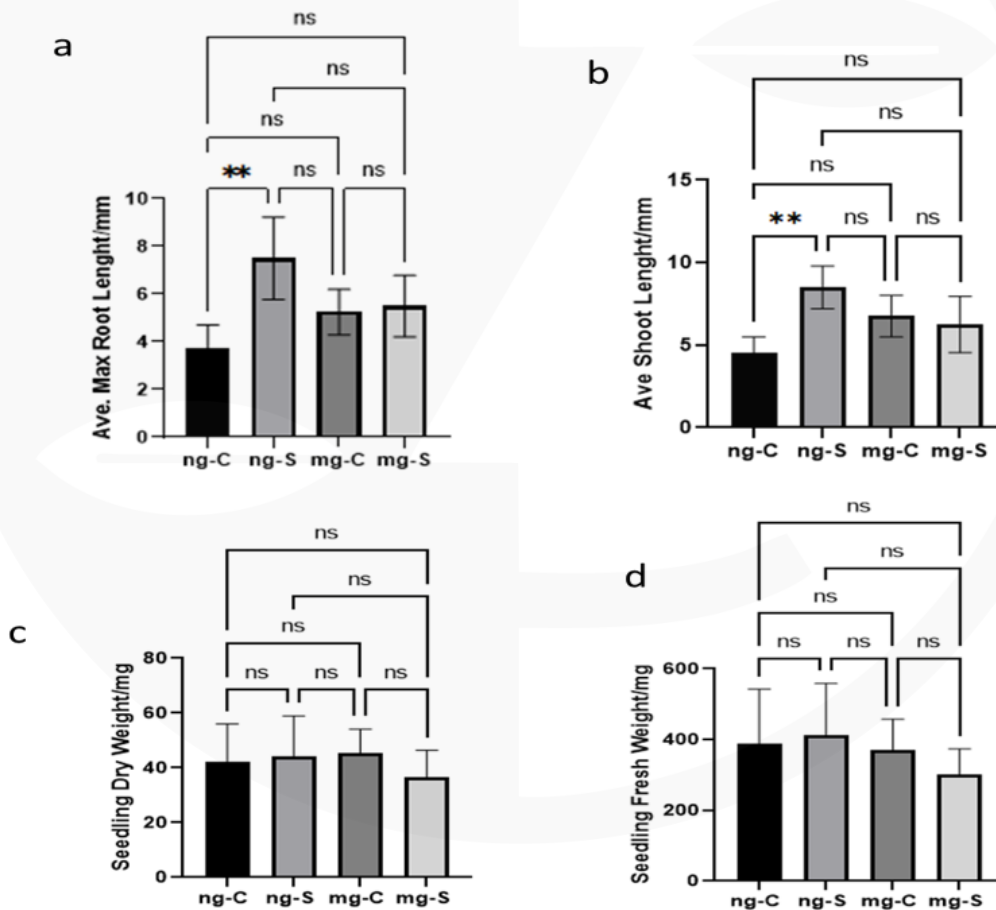 a
ns
ns
ns
** ns ns
Ave. Max Root Lenght/mm
10
8
6
4
2
0
ng-C ng-S mg-C mg-S
b
ns
ns
ns
** ns ns
Ave Shoot Lenght/mm
15
10
5
0
ng-C ng-S mg-C mg-S
c
ns
ns
ns
ns ns ns
Seedling Dry Weight/mg
80
60
40
20
0
ng-C ng-S mg-C mg-S
d
ns
ns
ns
ns ns ns
Seedling Fresh Weight/mg
600
400
200
0
ng-C ng-S mg-C mg-S